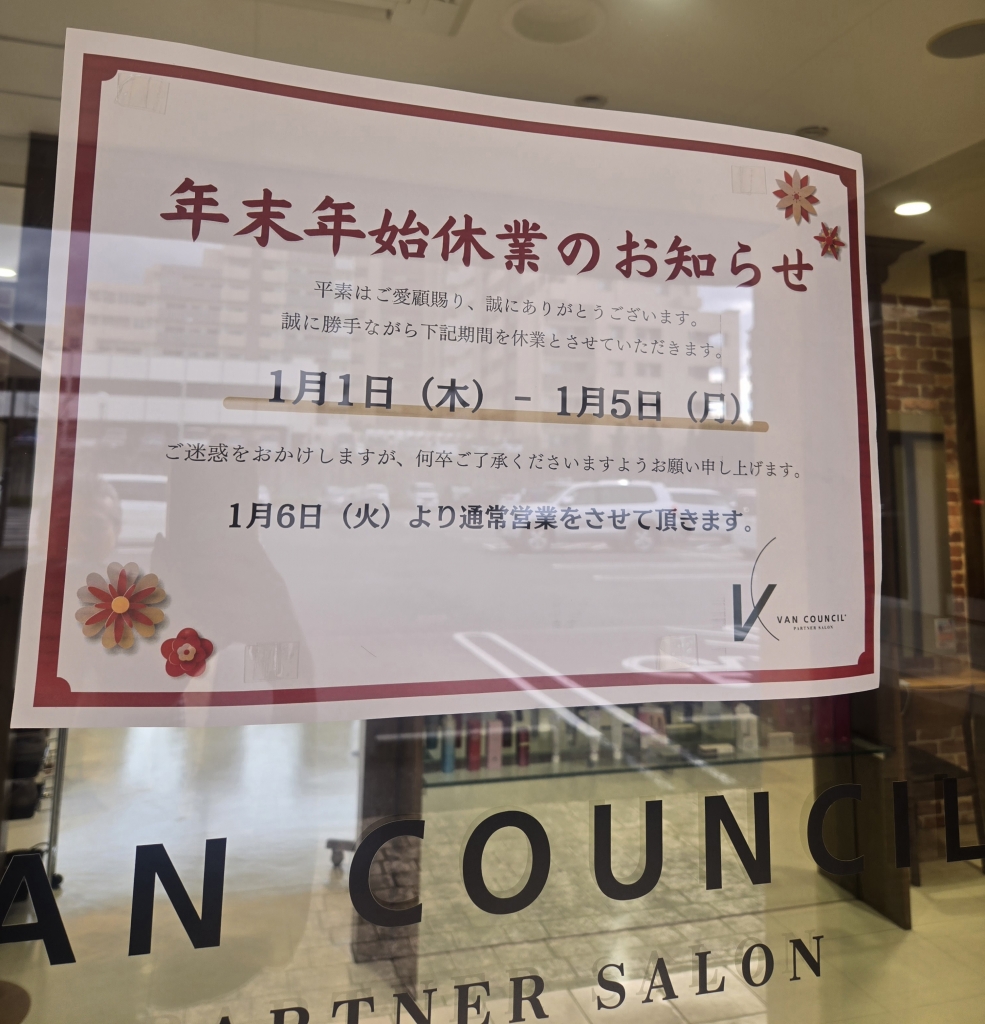 年末年始休業のお知らせ
平素はご愛顧賜り、誠にありがとうございます。
誠に勝手ながら下記期間を休業とさせていただきます。
1月1日（木） － 1月5日（月）
ご迷惑をおかけしますが、何卒ご了承くださいますようお願い申し上げます。
1月6日（火）より通常営業をさせて頂きます。
VAN COUNCIL
PARTNER SALON
AN COUNCIL
ARTNER SALON